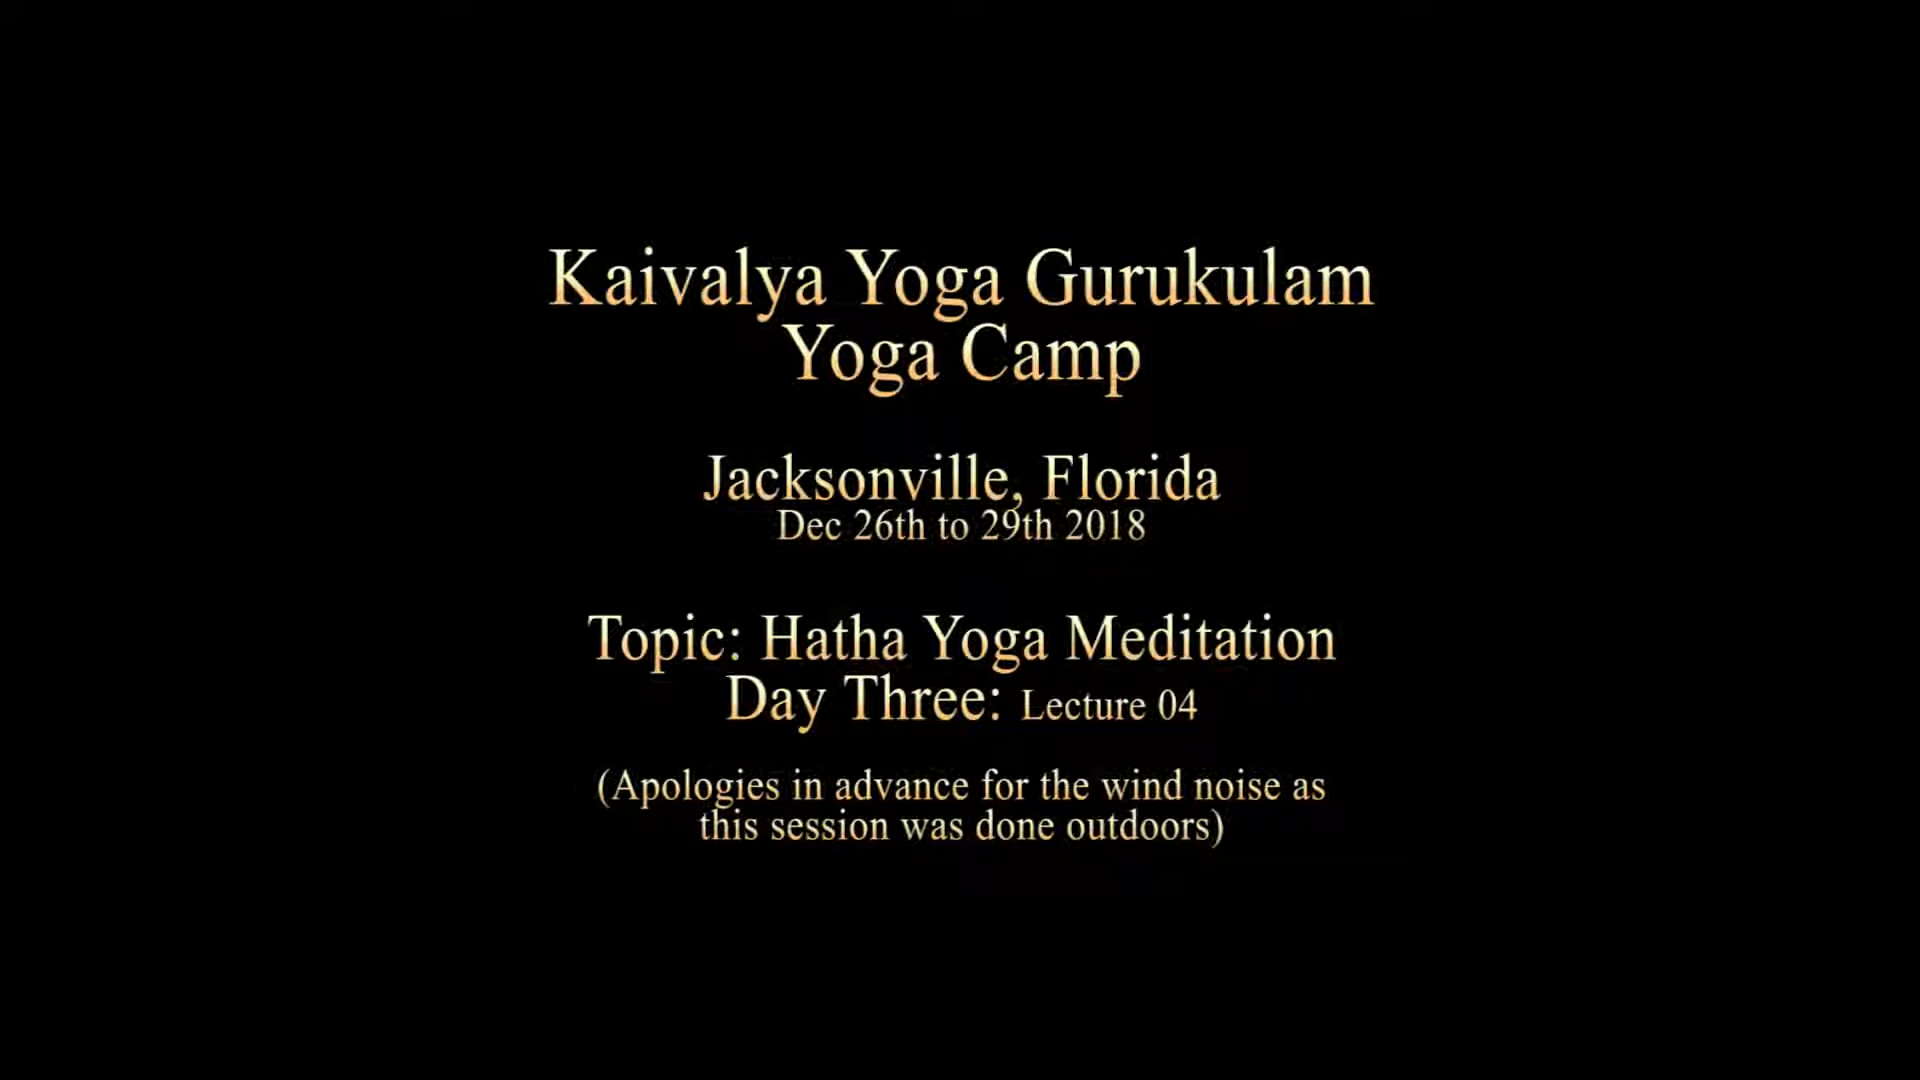 Kaivalya Yoga Gurukulam
Yoga Camp
Jacksonville, Florida
Dec 26th to 29th 2018
Topic: Hatha Yoga Meditation
Day Three: Lecture 04
(Apologies in advance for the wind noise as
this session was done outdoors)